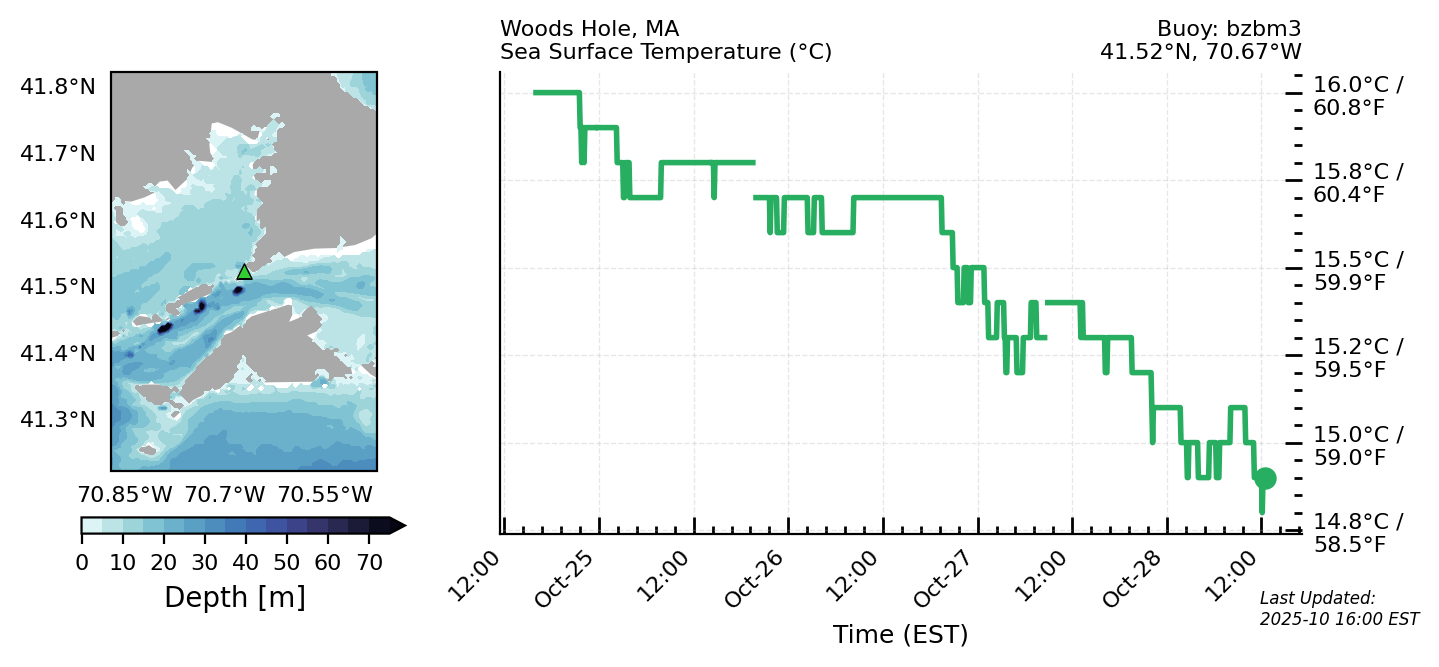 Woods Hole, MA
Sea Surface Temperature (°C)
Buoy: bzbm3
41.52°N, 70.67°W
41.8°N
41.7°N
41.6°N
41.5°N
41.4°N
41.3°N
70.85°W 70.7°W 70.55°W
0 10 20 30 40 50 60 70
Depth [m]
16.0°C /
60.8°F
15.8°C /
60.4°F
15.5°C /
59.9°F
15.2°C /
59.5°F
15.0°C /
59.0°F
14.8°C /
58.5°F
12:00 Oct-25 12:00 Oct-26 12:00 Oct-27 12:00 Oct-28 12:00
Time (EST)
Last Updated:
2025-10 16:00 EST